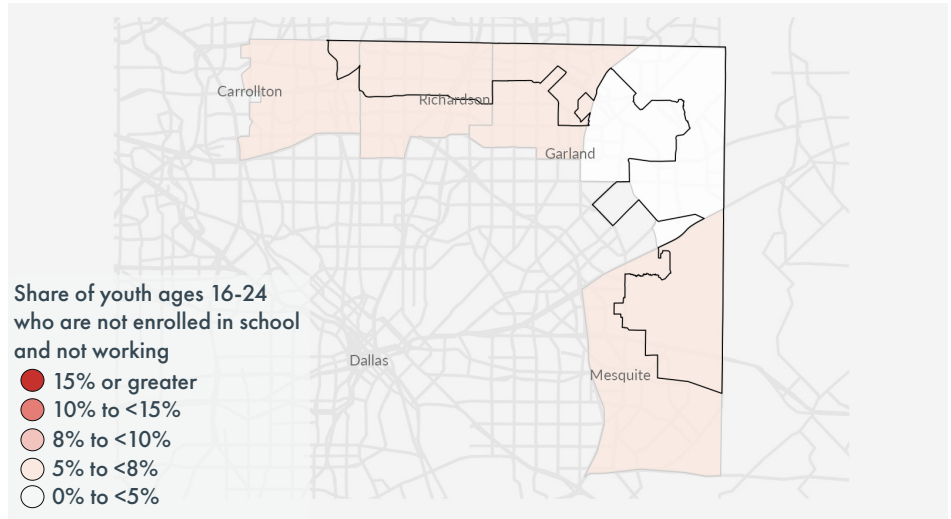 Carrollton
Richardson
Garland
Share of youth ages 16-24
who are not enrolled in school
and not working
Dallas
Mesquite
15% or greater
10% to <15%
8% to <10%
5% to <8%
0% to <5%